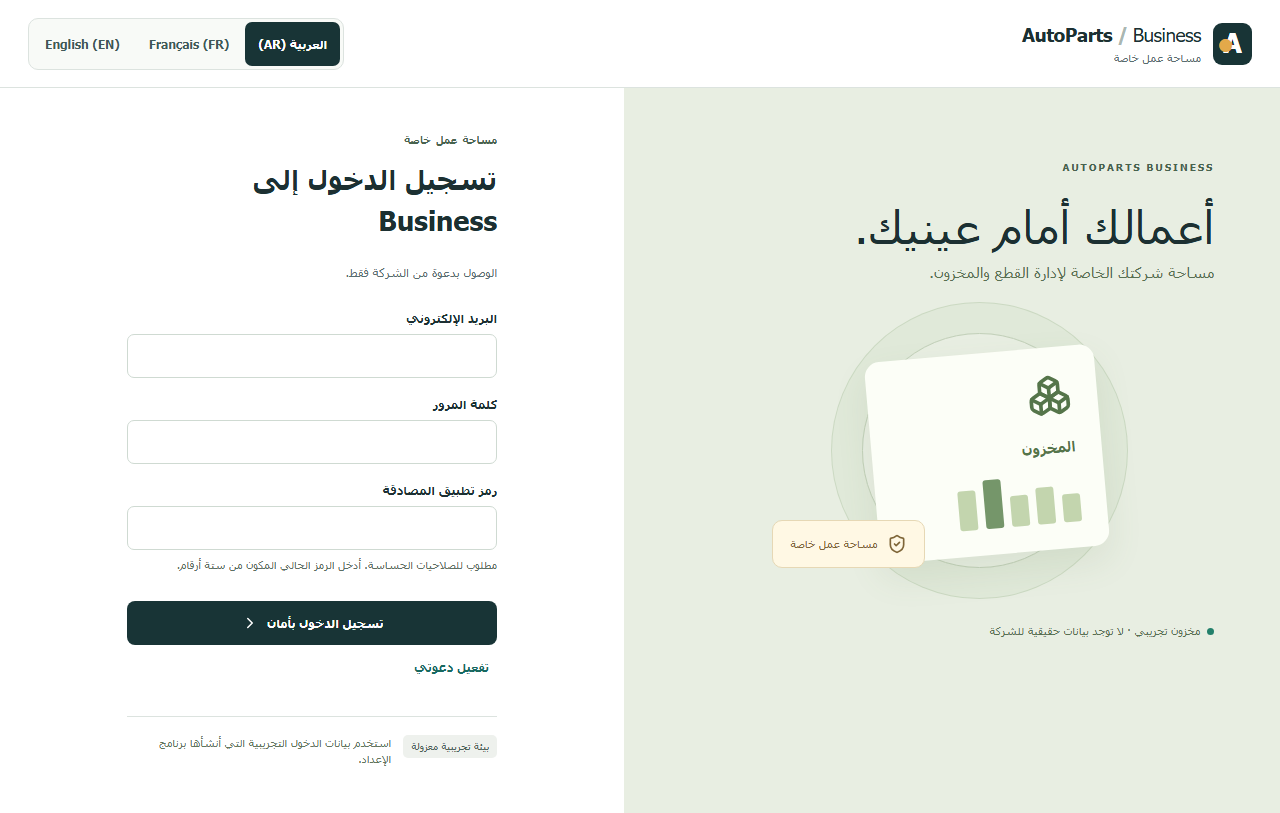 AutoParts / Business
مساحة عمل خاصة
العربية (AR)
Français (FR)
English (EN)
AUTOPARTS BUSINESS
أعمالك أمام عينيك.
مساحة شركتك الخاصة لإدارة القطع والمخزون.
المخزون
مساحة عمل خاصة
مخزون تجريبي · لا توجد بيانات حقيقية للشركة
مساحة عمل خاصة
تسجيل الدخول إلى
Business
الوصول بدعوة من الشركة فقط.
البريد الإلكتروني
كلمة المرور
رمز تطبيق المصادقة
مطلوب للصلاحيات الحساسة. أدخل الرمز الحالي المكون من ستة أرقام.
تسجيل الدخول بأمان
تفعيل دعوتي
بيئة تجريبية معزولة
استخدم بيانات الدخول التجريبية التي أنشأها برنامج
الإعداد.